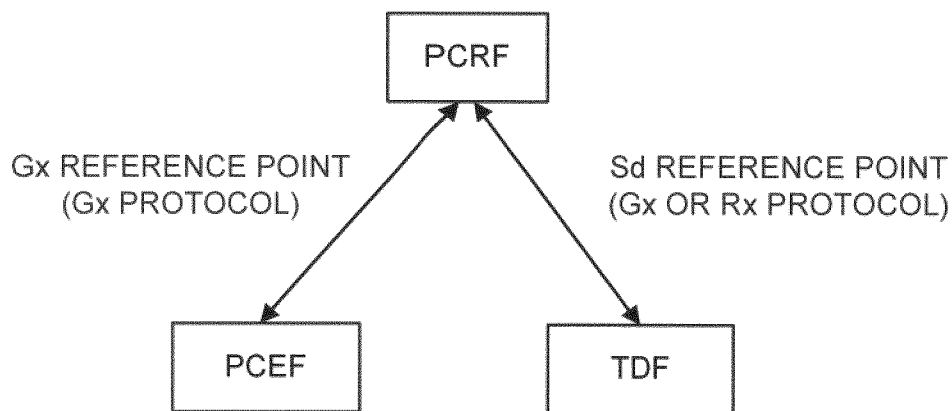 PCRF
Gx REFERENCE POINT
(Gx PROTOCOL)
Sd REFERENCE POINT
(Gx OR Rx PROTOCOL)
PCEF
TDF